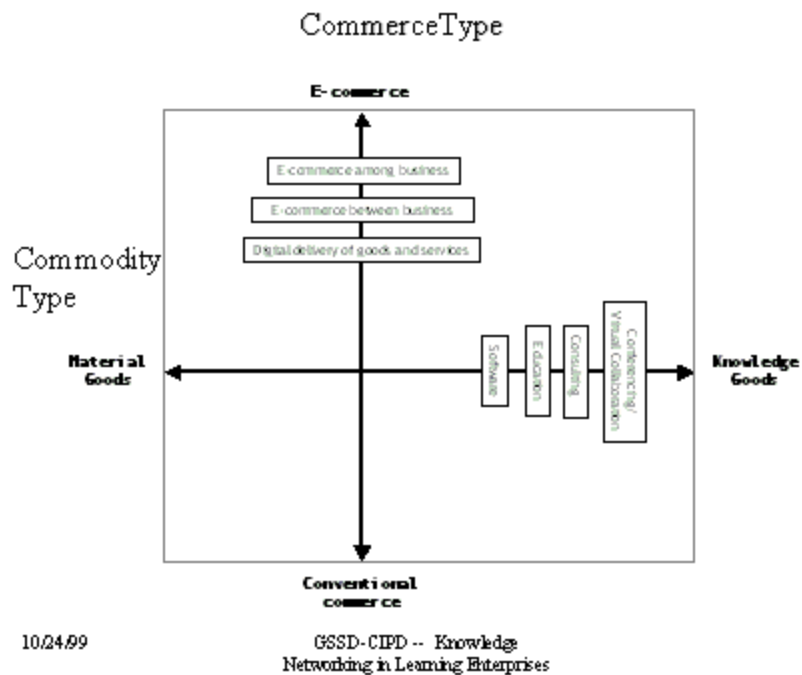 CommerceType
E-commerce
E-commerce among business
E-commerce between business
Digital delivery of goods and services
Commodity
Type
Material
Goods
Software
Education
Consulting
Conferencing/
Virtual Collaboration
Knowledge
Goods
Conventional
commerce
10/24/99
GSSD-CIPD -- Knowledge
Networking in Learning Enterprises